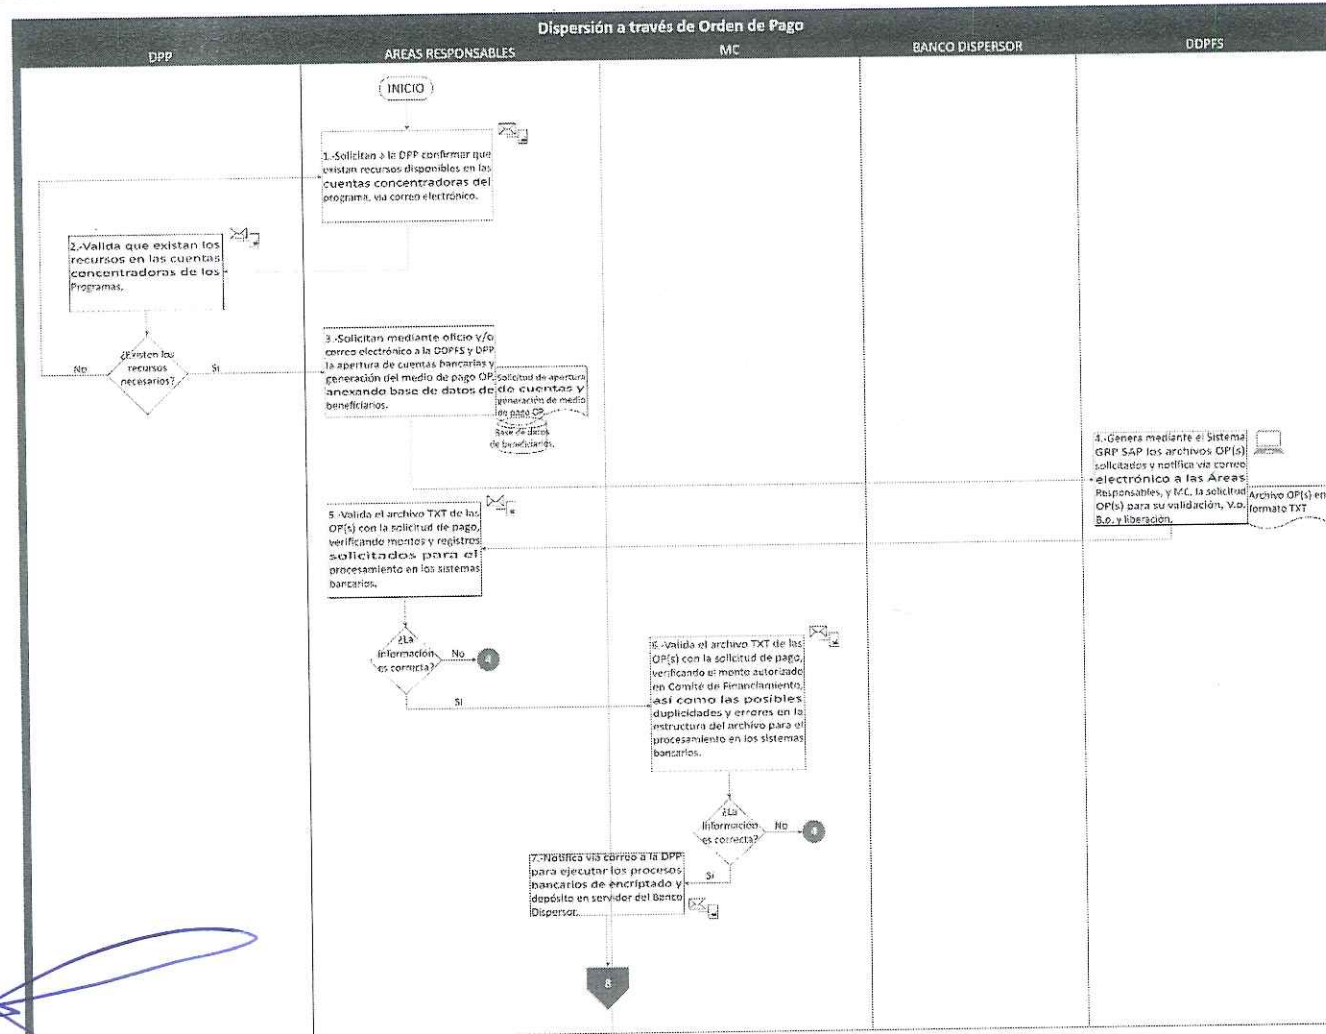 Dispersión a través de Orden de Pago
DPP
AREAS RESPONSABLES
MC
BANCO DISPERSOR
DDPFS
INICIO
1.-Solicitan a la DPP confirmar que
existan recursos disponibles en las
cuentas concentradoras del
programa, vía correo electrónico.
2.-Valida que existan los
recursos en las cuentas
concentradoras de los
Programas.
¿Existen los
recursos
necesarios?
No
Si
3.-Solicitan mediante oficio y/o
correo electrónico a la DDPFS y DPP
la apertura de cuentas bancarias y
generación del medio de pago OP,
anexando base de datos de
beneficiarios.
Solicitud de apertura
de cuentas y
generación de medio
de pago OP.
Base de datos
de beneficiarios.
4.-Genera mediante el Sistema
GRP SAP los archivos OP(s)
solicitados y notifica vía correo
electrónico a las Áreas
Responsables, y MC, la solicitud
OP(s) para su validación, V.o.
B.o. y liberación.
Archivo OP(s) en
formato TXT
5.-Valida el archivo TXT de las
OP(s) con la solicitud de pago,
verificando montos y registros
solicitados para el
procesamiento en los sistemas
bancarios.
¿La
información
es correcta?
No
4
Si
6.-Valida el archivo TXT de las
OP(s) con la solicitud de pago,
verificando el monto autorizado
en Comité de Financiamiento,
así como las posibles
duplicidades y errores en la
estructura del archivo para el
procesamiento en los sistemas
bancarios.
¿La
Información
es correcta?
No
4
Si
7.-Notifica vía correo a la DPP
para ejecutar los procesos
bancarios de encriptado y
depósito en servidor del Banco
Dispersor.
8